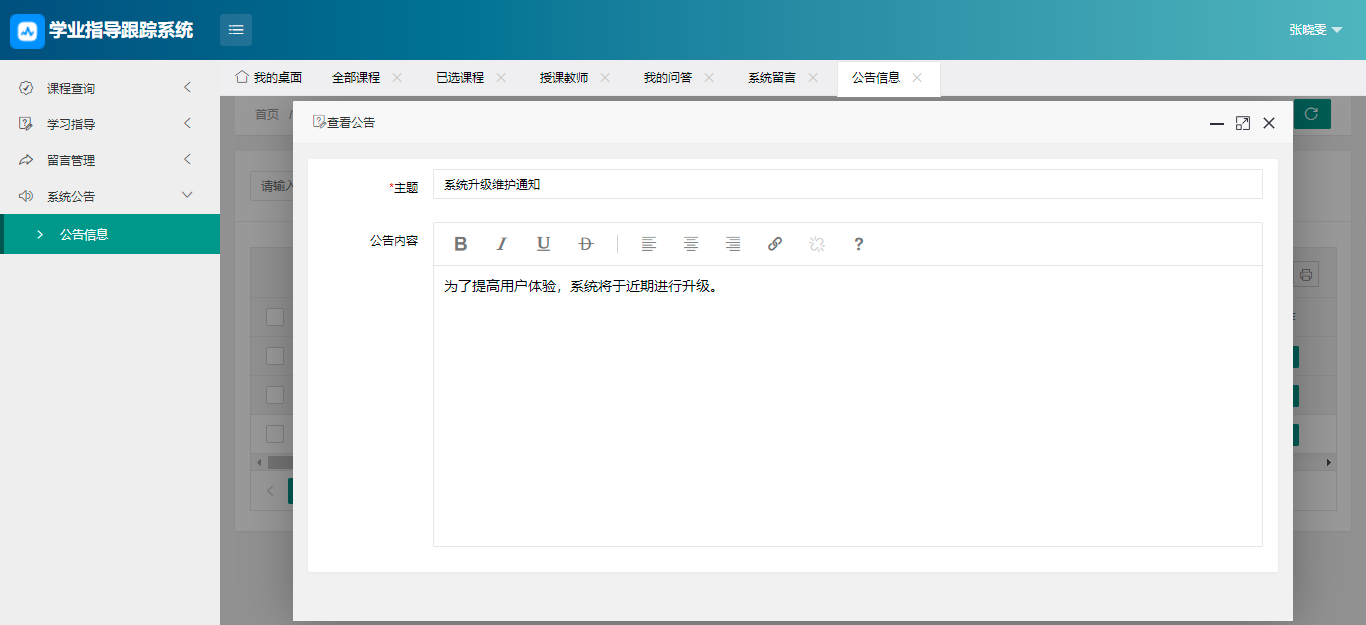 学业指导跟踪系统
张晓雯
课程查询
学习指导
留言管理
系统公告
公告信息
我的桌面 全部课程 已选课程 授课教师 我的问答 系统留言 公告信息
首页 /
请输入
查看公告
*主题 系统升级维护通知
公告内容
B I U D ?
为了提高用户体验，系统将于近期进行升级。